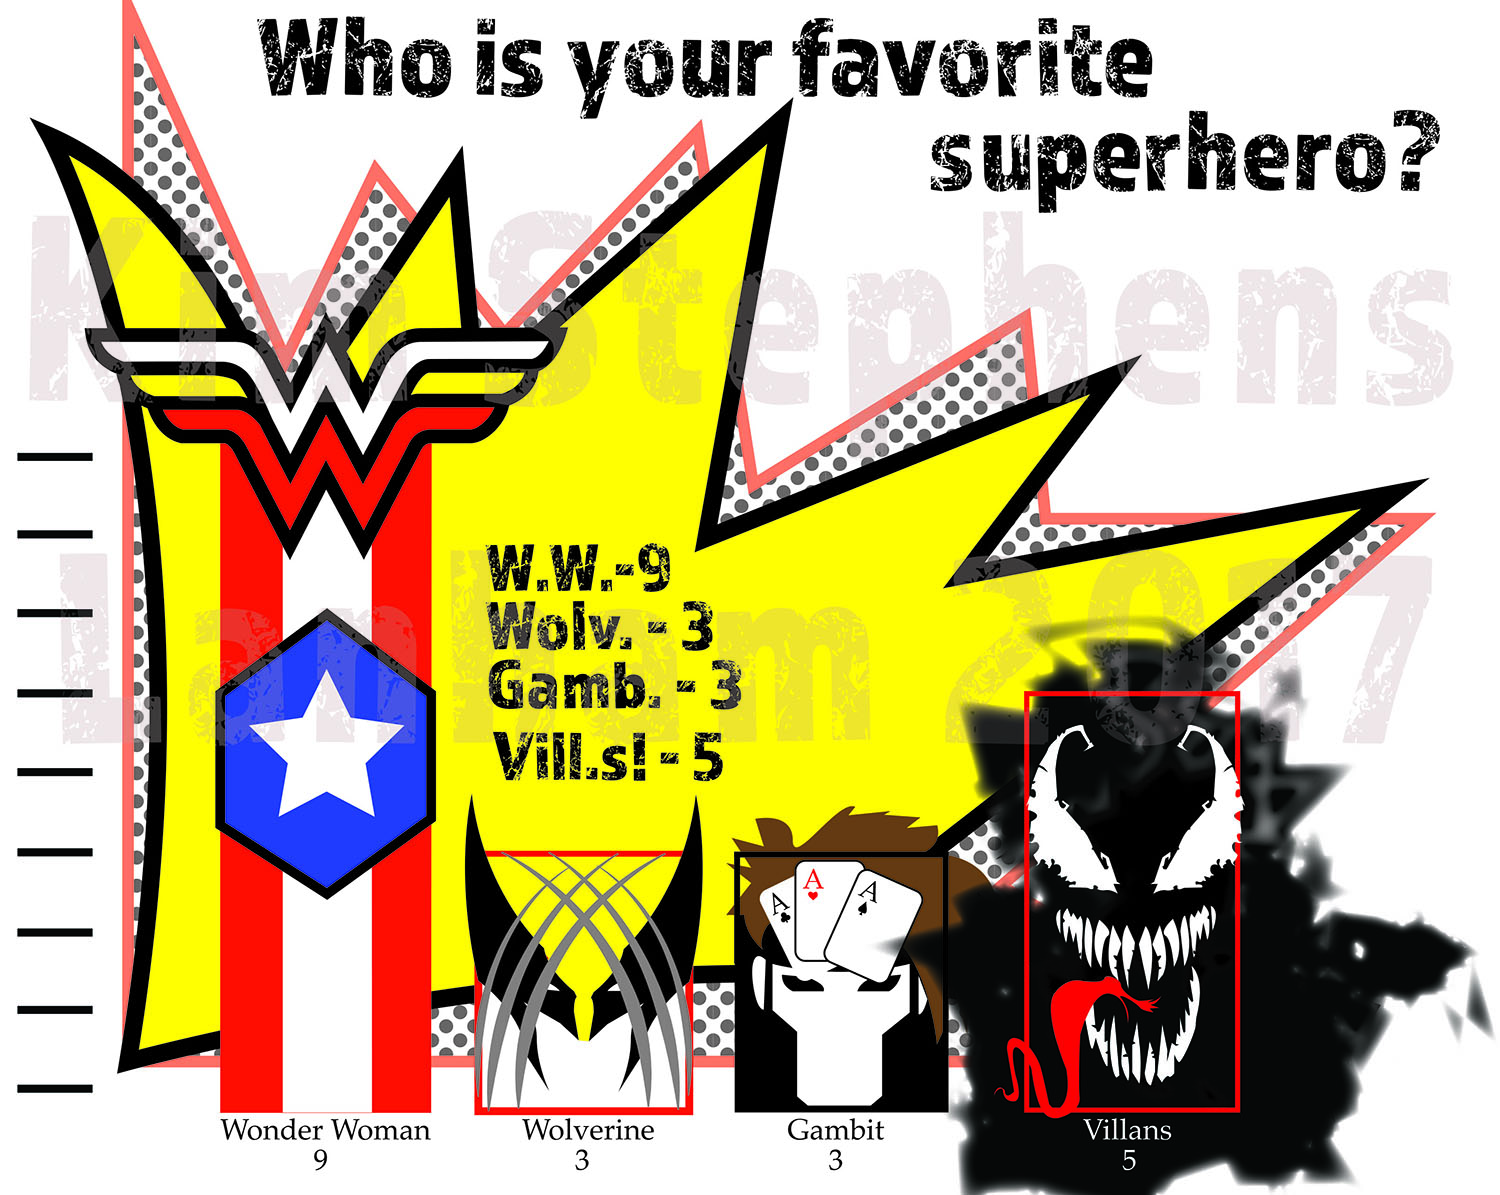 Who is your favorite
superhero?
Kim Stephens
Lanham 2017
W.W.-9
Wolv. - 3
Gamb. - 3
Vill.s! - 5
A
A
A
Wonder Woman
9
Wolverine
3
Gambit
3
Villans
5